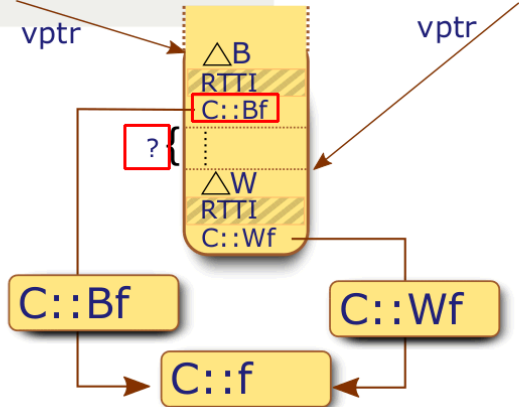 vptr
vptr
△B
RTTI
C::Bf
?
△W
RTTI
C::Wf
C::Bf
C::Wf
C::f